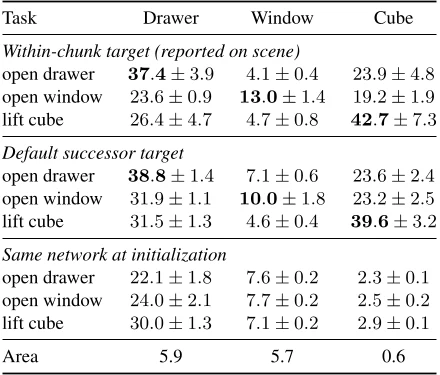 Task Drawer Window Cube
Within-chunk target (reported on scene)
open drawer 37.4 ± 3.9 4.1 ± 0.4 23.9 ± 4.8
open window 23.6 ± 0.9 13.0 ± 1.4 19.2 ± 1.9
lift cube 26.4 ± 4.7 4.7 ± 0.8 42.7 ± 7.3
Default successor target
open drawer 38.8 ± 1.4 7.1 ± 0.6 23.6 ± 2.4
open window 31.9 ± 1.1 10.0 ± 1.8 23.2 ± 2.5
lift cube 31.5 ± 1.3 4.6 ± 0.4 39.6 ± 3.2
Same network at initialization
open drawer 22.1 ± 1.8 7.6 ± 0.2 2.3 ± 0.1
open window 24.0 ± 2.1 7.7 ± 0.2 2.5 ± 0.2
lift cube 30.0 ± 1.3 7.1 ± 0.2 2.9 ± 0.1
Area 5.9 5.7 0.6